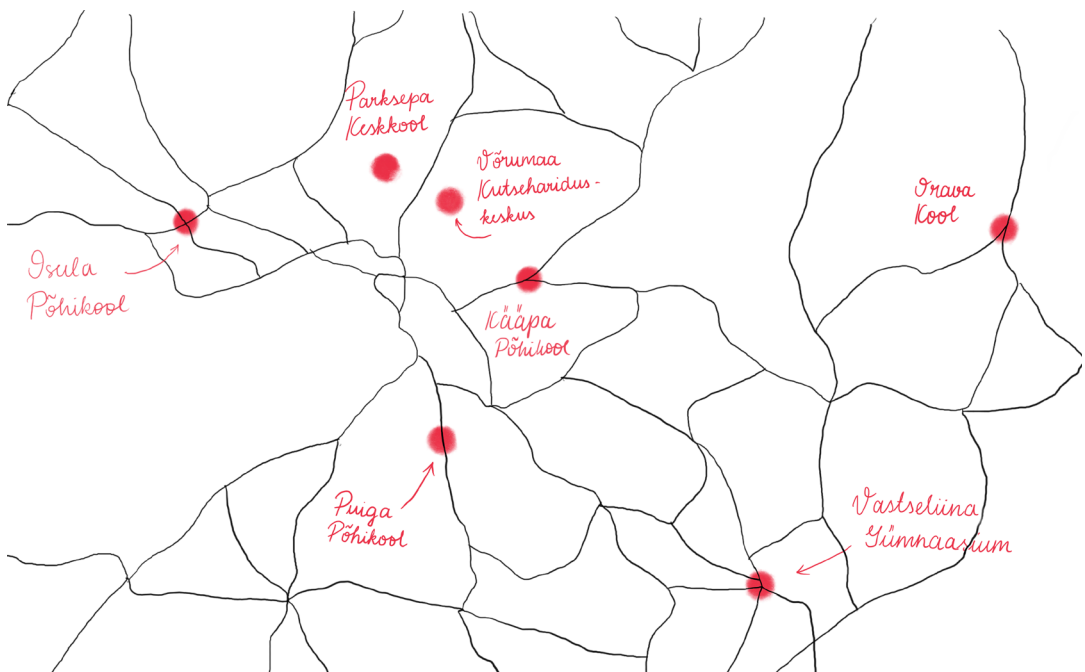 Parksepa
Keskkool
Võrumaa
Kutseharidus-
keskus
Orava
Kool
Osula
Põhikool
Kääpa
Põhikool
Puiga
Põhikool
Vastseliina
Gümnaasium